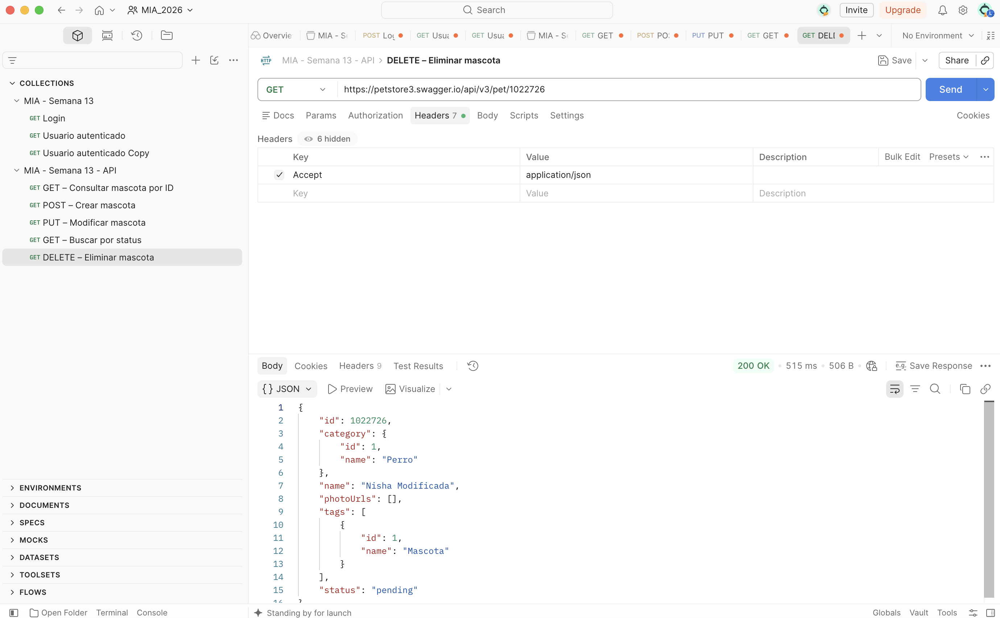 MIA_2026
Search
Invite
Upgrade
Overvie
MIA - Se
POST Log
GET Usua
GET Usua
MIA - Se
GET GET
POST PO
PUT PUT
GET GET
GET DEL
No Environment
MIA - Semana 13 - API > DELETE – Eliminar mascota
Save
Share
COLLECTIONS
MIA - Semana 13
GET Login
GET Usuario autenticado
GET Usuario autenticado Copy
MIA - Semana 13 - API
GET GET – Consultar mascota por ID
GET POST – Crear mascota
GET PUT – Modificar mascota
GET GET – Buscar por status
GET DELETE – Eliminar mascota
ENVIRONMENTS
DOCUMENTS
SPECS
MOCKS
DATASETS
TOOLSETS
FLOWS
HTTP
GET https://petstore3.swagger.io/api/v3/pet/1022726
Send
Docs Params Authorization Headers 7 Body Scripts Settings Cookies
Headers 6 hidden
Key Value Description Bulk Edit Presets
Accept application/json
Key Value Description
Body Cookies Headers 9 Test Results
200 OK • 515 ms • 506 B • e.g. Save Response
{} JSON Preview Visualize
1 {
2 "id": 1022726,
3 "category": {
4 "id": 1,
5 "name": "Perro"
6 },
7 "name": "Nisha Modificada",
8 "photoUrls": [],
9 "tags": [
10 {
11 "id": 1,
12 "name": "Mascota"
13 }
14 ],
15 "status": "pending"
16 }
Open Folder Terminal Console
Standing by for launch
Globals Vault Tools